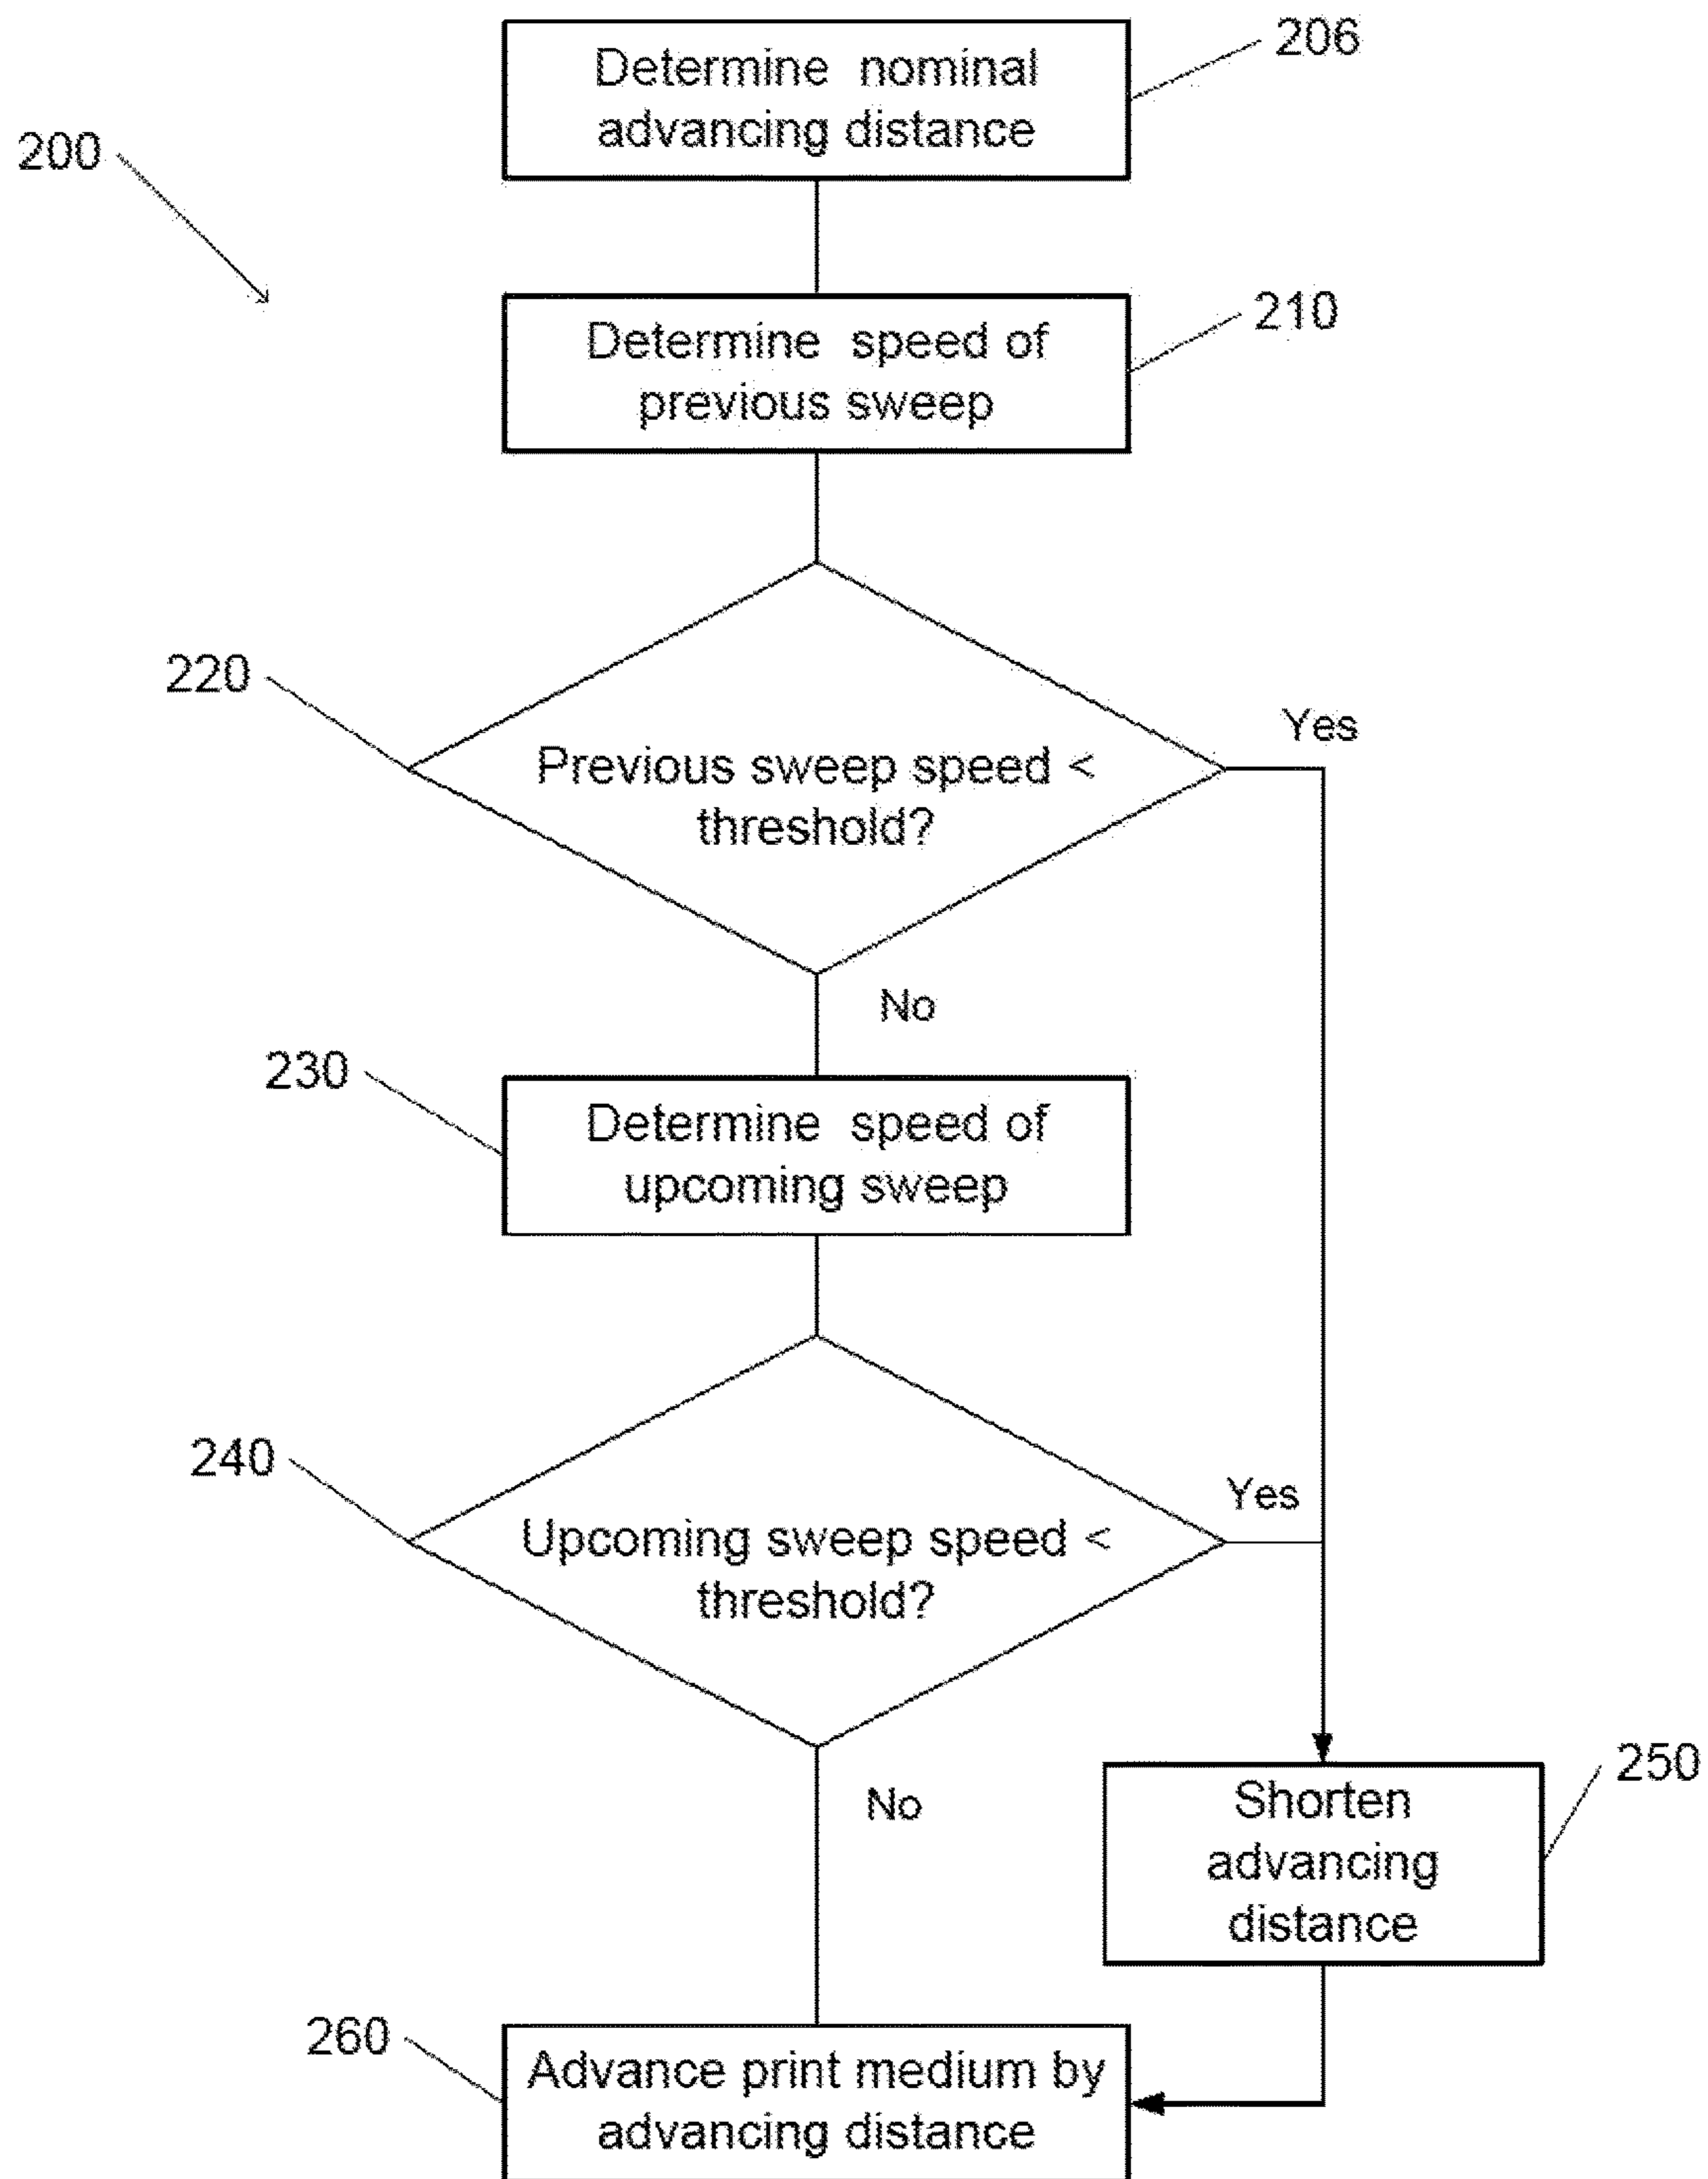 Determine nominal
advancing distance
206
200
Determine speed of
previous sweep
210
220
Previous sweep speed <
threshold?
Yes
No
230
Determine speed of
upcoming sweep
240
Upcoming sweep speed <
threshold?
Yes
No
Shorten
advancing
distance
250
260
Advance print medium by
advancing distance